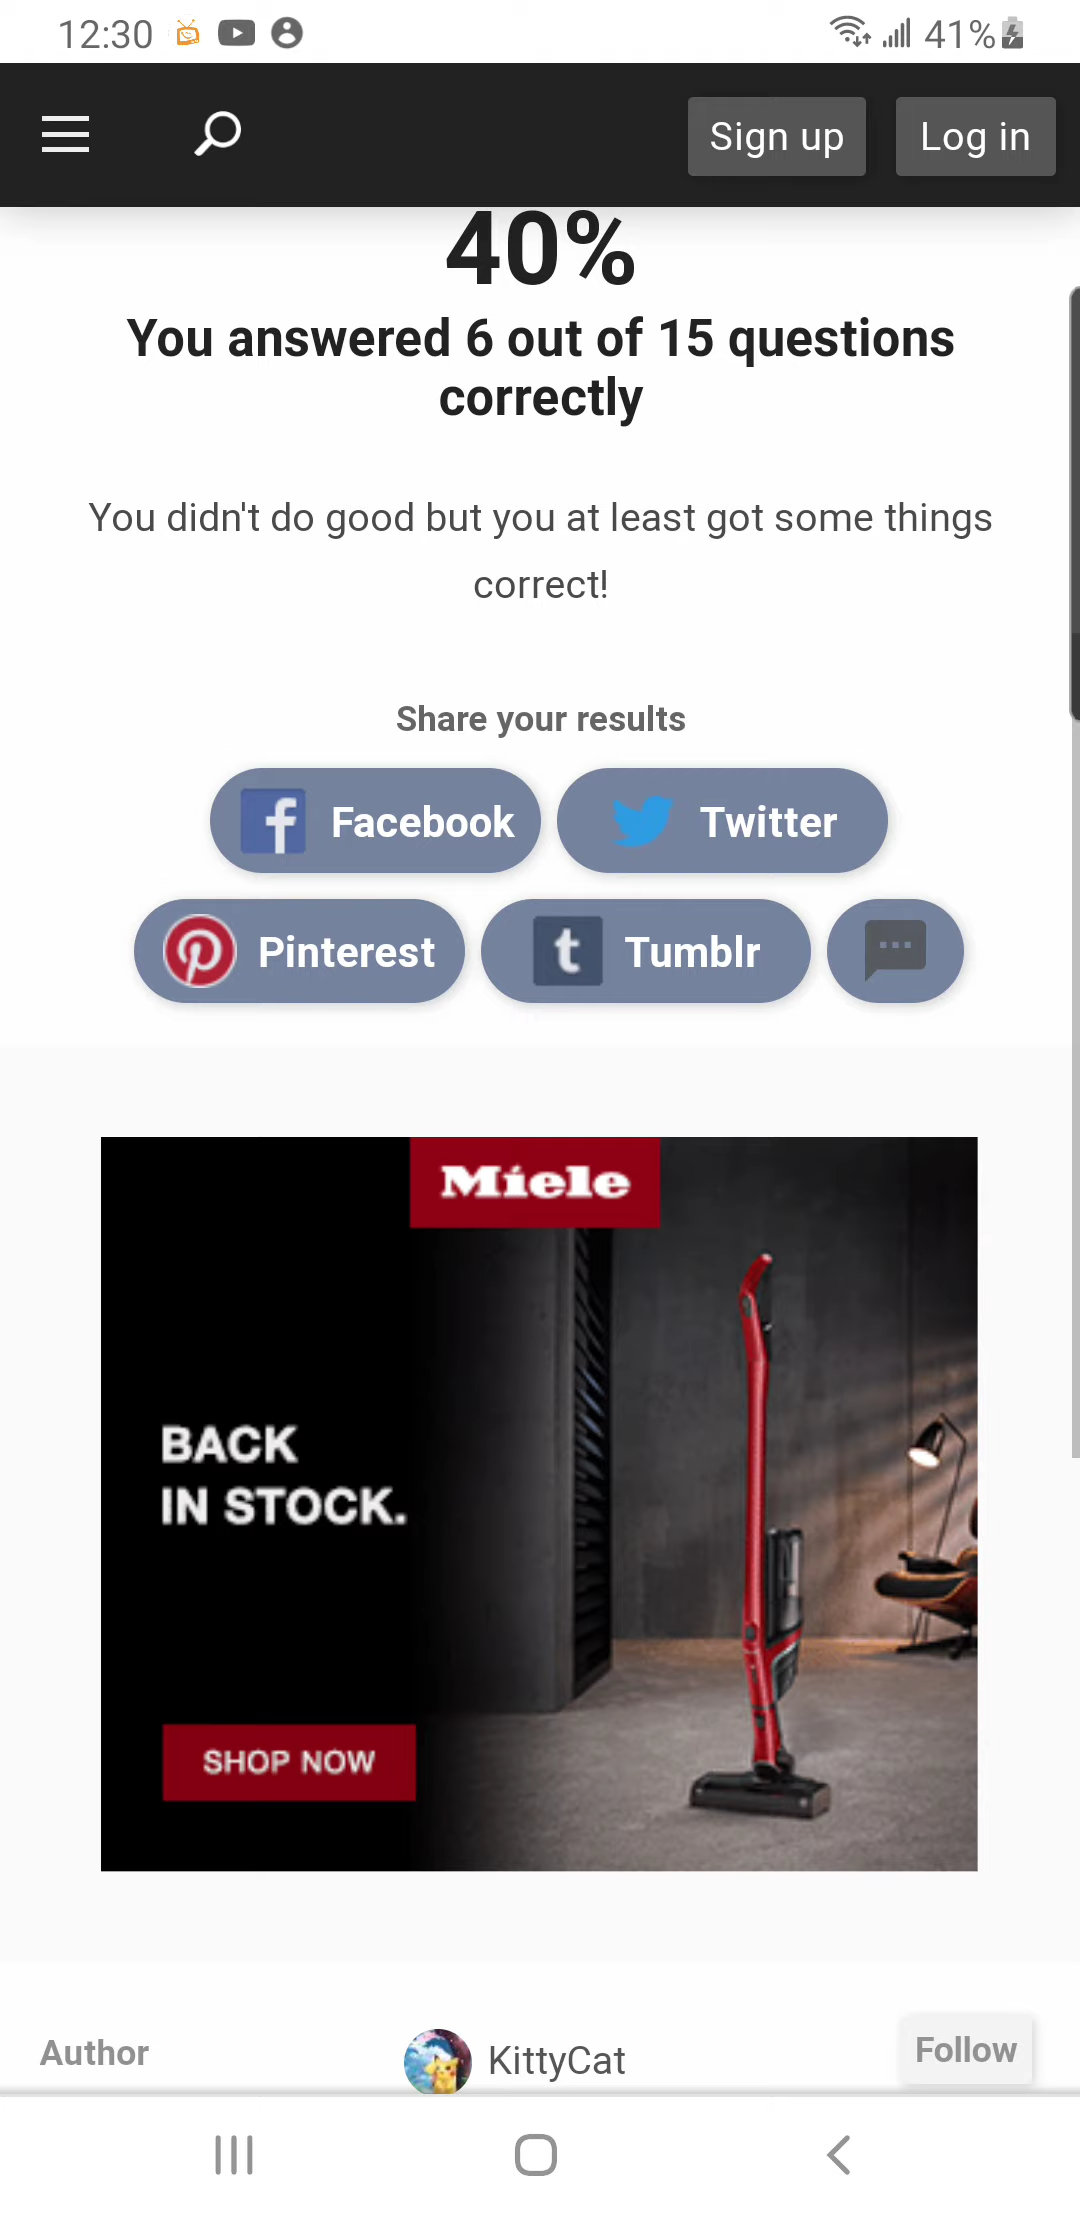 12:30
41%
Sign up
Log in
40%
You answered 6 out of 15 questions
correctly
You didn't do good but you at least got some things
correct!
Share your results
Facebook
Twitter
Pinterest
Tumblr
Miele
BACK
IN STOCK.
SHOP NOW
Author
KittyCat
Follow